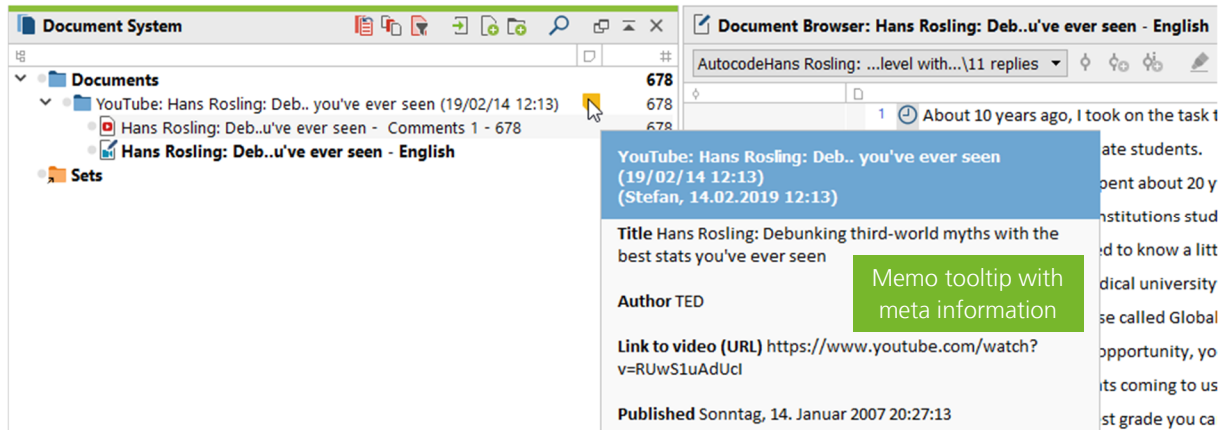 Document System
#
Documents 678
YouTube: Hans Rosling: Deb.. you've ever seen (19/02/14 12:13) 678
Hans Rosling: Deb..u've ever seen - Comments 1 - 678 678
Hans Rosling: Deb..u've ever seen - English
Sets
YouTube: Hans Rosling: Deb.. you've ever seen
(19/02/14 12:13)
(Stefan, 14.02.2019 12:13)
Title Hans Rosling: Debunking third-world myths with the
best stats you've ever seen
Author TED
Link to video (URL) https://www.youtube.com/watch?
v=RUwS1uAdUcI
Published Sonntag, 14. Januar 2007 20:27:13
Memo tooltip with
meta information
Document Browser: Hans Rosling: Deb..u've ever seen - English
AutocodeHans Rosling: ...level with...\11 replies
1 About 10 years ago, I took on the task t
ate students.
pent about 20 y
nstitutions stud
ed to know a litt
dical university
se called Global
opportunity, yo
ts coming to us
st grade you ca